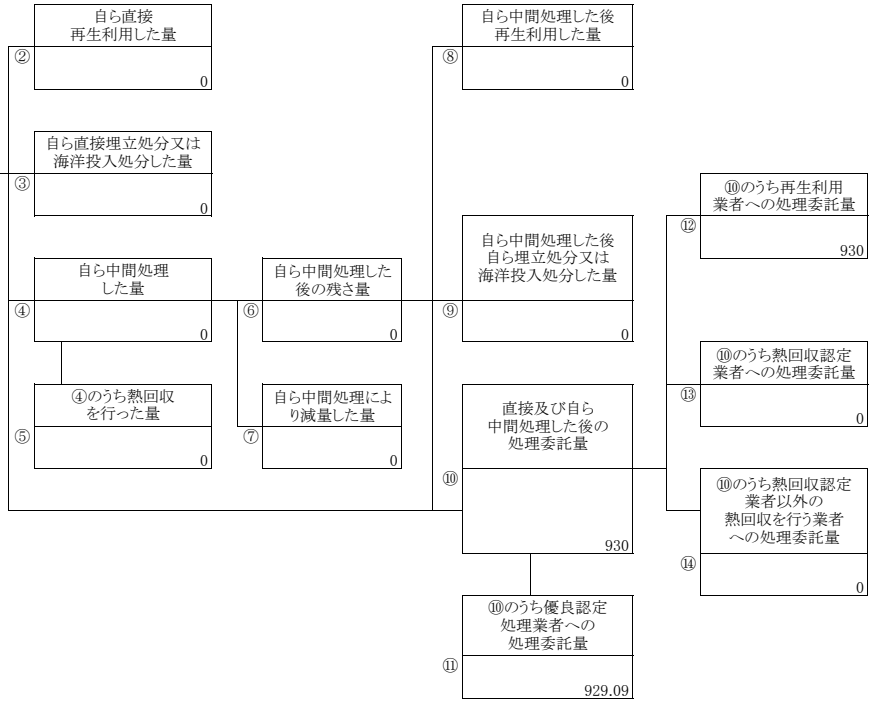 自ら直接
再生利用した量
②
0
自ら直接埋立処分又は
海洋投入処分した量
③
0
自ら中間処理
した量
④
0
④のうち熱回収
を行った量
⑤
0
自ら中間処理した
後の残さ量
⑥
0
自ら中間処理によ
り減量した量
⑦
0
自ら中間処理した後
再生利用した量
⑧
0
自ら中間処理した後
自ら埋立処分又は
海洋投入処分した量
⑨
0
直接及び自ら
中間処理した後の
処理委託量
⑩
930
⑩のうち優良認定
処理業者への
処理委託量
⑪
929.09
⑩のうち再生利用
業者への処理委託量
⑫
930
⑩のうち熱回収認定
業者への処理委託量
⑬
0
⑩のうち熱回収認定
業者以外の
熱回収を行う業者
への処理委託量
⑭
0